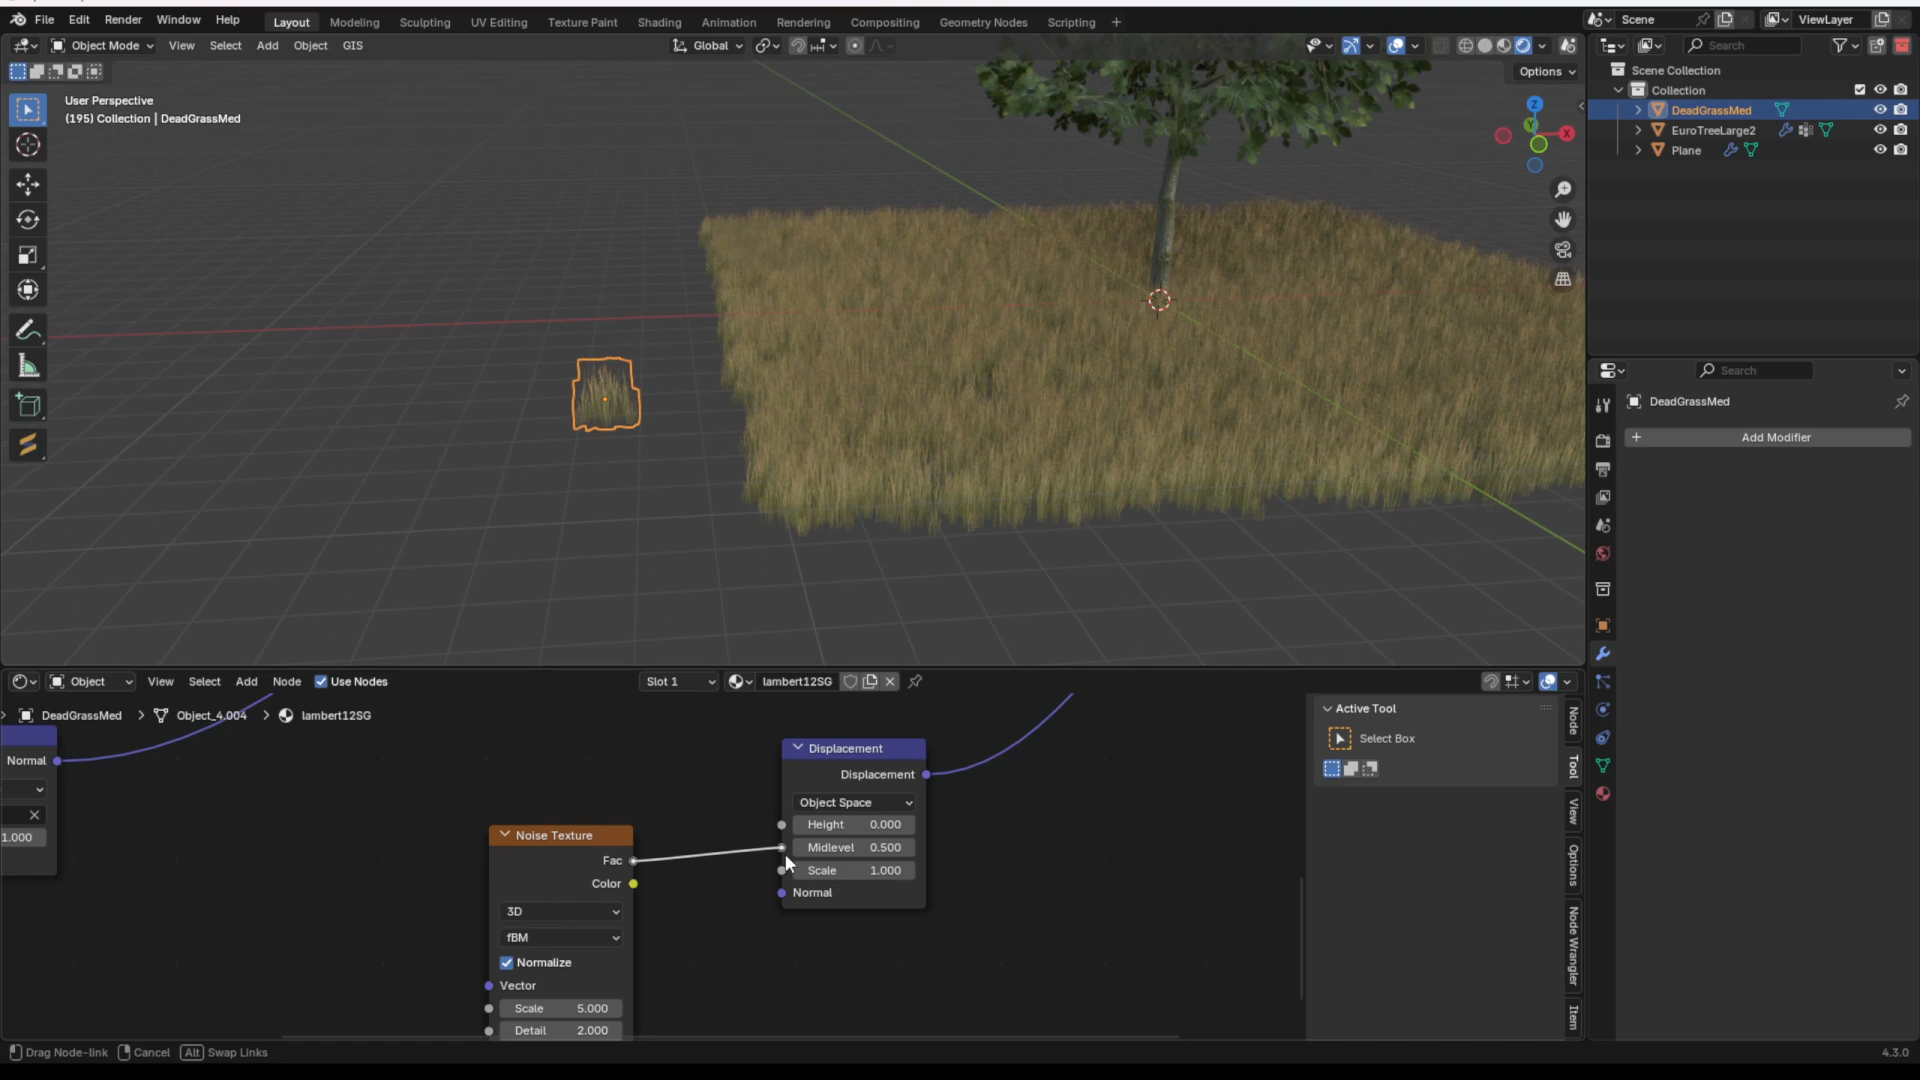 File Edit Render Window Help Layout Modeling Sculpting UV Editing Texture Paint Shading Animation Rendering Compositing Geometry Nodes Scripting + Scene ViewLayer
Object Mode View Select Add Object GIS Global Search
Options
User Perspective
(195) Collection | DeadGrassMed
Z
Y
X
Scene Collection
Collection
DeadGrassMed
EuroTreeLarge2
Plane
Search
DeadGrassMed
+ Add Modifier
Object View Select Add Node Use Nodes Slot 1 lambert12SG
DeadGrassMed Object_4.004 lambert12SG
Normal
1.000
Noise Texture
Fac
Color
3D
fBM
Normalize
Vector
Scale 5.000
Detail 2.000
Displacement
Displacement
Object Space
Height 0.000
Midlevel 0.500
Scale 1.000
Normal
Active Tool
Select Box
Node
Tool
View
Options
Node Wrangler
Item
Drag Node-link Cancel Alt Swap Links 4.3.0